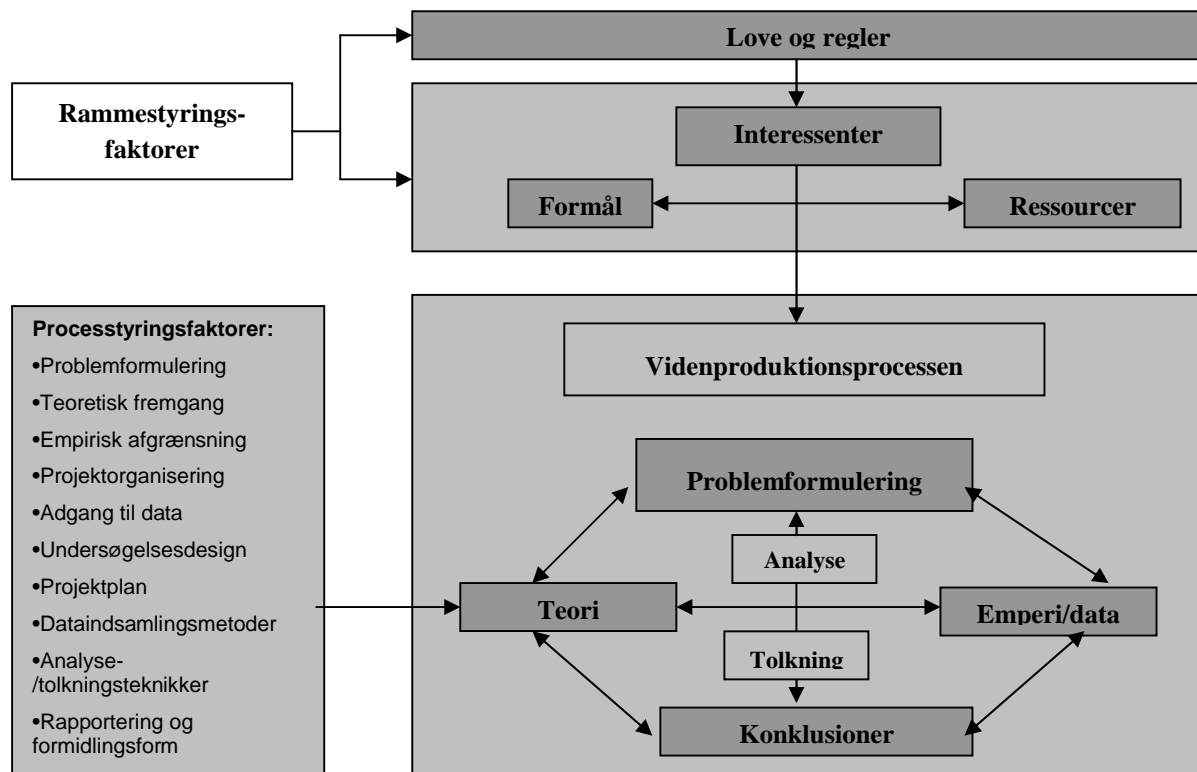 Love og regler
Rammestyrings-
faktorer
Interessenter
Formål
Ressourcer
Processtyringsfaktorer:
•Problemformulering
•Teoretisk fremgang
•Empirisk afgrænsning
•Projektorganisering
•Adgang til data
•Undersøgelsesdesign
•Projektplan
•Dataindsamlingsmetoder
•Analyse-
/tolkningsteknikker
•Rapportering og
formidlingsform
Videnproduktionsprocessen
Problemformulering
Analyse
Teori
Emperi/data
Tolkning
Konklusioner